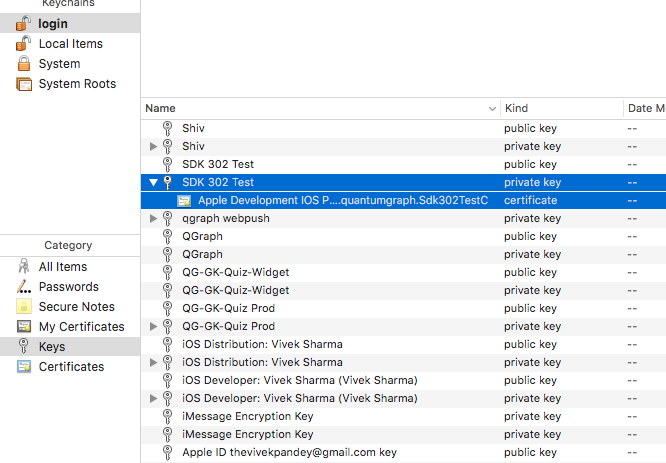 Keychains
login
Local Items
System
System Roots
Name Kind Date M
Shiv public key --
Shiv private key --
SDK 302 Test public key --
SDK 302 Test private key --
Apple Development IOS P....quantumgraph.Sdk302TestC certificate --
qgraph webpush private key --
QGraph public key --
QGraph private key --
QG-GK-Quiz-Widget public key --
QG-GK-Quiz-Widget private key --
QG-GK-Quiz Prod public key --
QG-GK-Quiz Prod private key --
iOS Distribution: Vivek Sharma public key --
iOS Distribution: Vivek Sharma private key --
iOS Developer: Vivek Sharma (Vivek Sharma) public key --
iOS Developer: Vivek Sharma (Vivek Sharma) private key --
iMessage Encryption Key public key --
iMessage Encryption Key private key --
Apple ID thevivekpandey@gmail.com key public key --
Category
All Items
Passwords
Secure Notes
My Certificates
Keys
Certificates